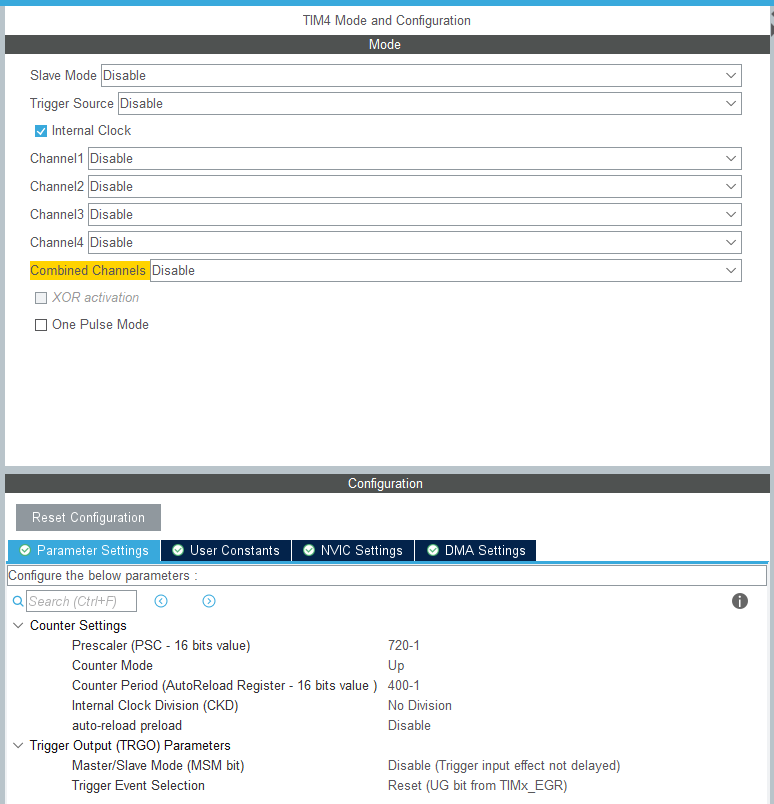 TIM4 Mode and Configuration
Mode
Slave Mode Disable
Trigger Source Disable
Internal Clock
Channel1 Disable
Channel2 Disable
Channel3 Disable
Channel4 Disable
Combined Channels Disable
XOR activation
One Pulse Mode
Configuration
Reset Configuration
Parameter Settings User Constants NVIC Settings DMA Settings
Configure the below parameters :
Search (Ctrl+F)
Counter Settings
Prescaler (PSC - 16 bits value) 720-1
Counter Mode Up
Counter Period (AutoReload Register - 16 bits value ) 400-1
Internal Clock Division (CKD) No Division
auto-reload preload Disable
Trigger Output (TRGO) Parameters
Master/Slave Mode (MSM bit) Disable (Trigger input effect not delayed)
Trigger Event Selection Reset (UG bit from TIMx_EGR)